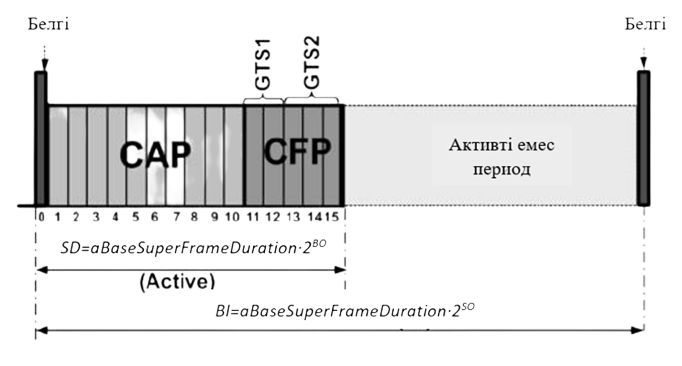 Белгі Белгі
GTS1 GTS2
CAP CFP
Активті емес
период
0 1 2 3 4 5 6 7 8 9 10 11 12 13 14 15
SD=aBaseSuperFrameDuration·2^BO
(Active)
BI=aBaseSuperFrameDuration·2^SO